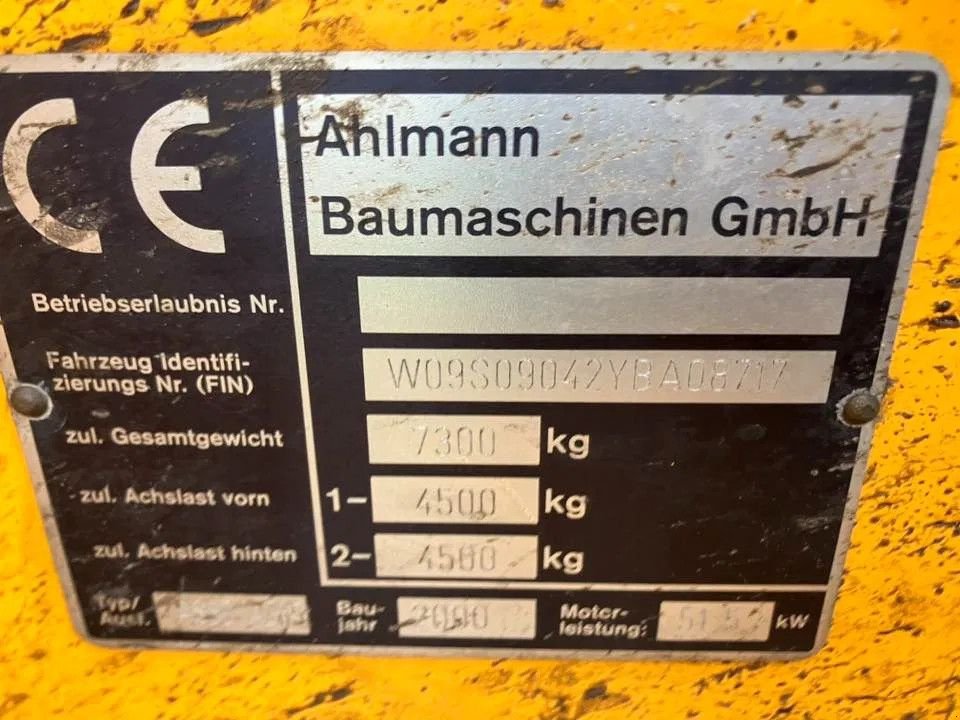 CE
Ahlmann
Baumaschinen GmbH
Betriebserlaubnis Nr.
Fahrzeug Identifi-
zierungs Nr. (FIN)
W09S09042YBA08717
zul. Gesamtgewicht 7300 kg
zul. Achslast vorn 1- 4500 kg
zul. Achslast hinten 2- 4500 kg
Typ/
Ausf.
Bau-
jahr 2000
Motor-
leistung: kW